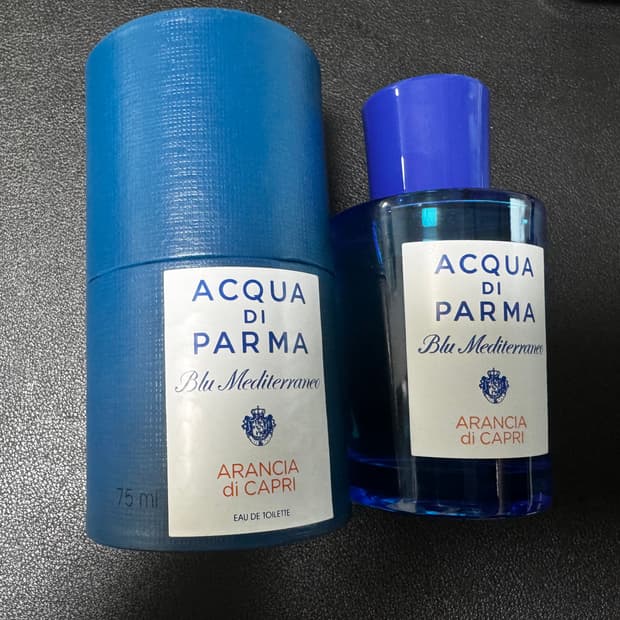 ACQUA
DI
PARMA
Blu Mediterraneo
ARANCIA
di CAPRI
EAU DE TOILETTE
75 ml
ACQUA
DI
PARMA
Blu Mediterraneo
ARANCIA
di CAPRI